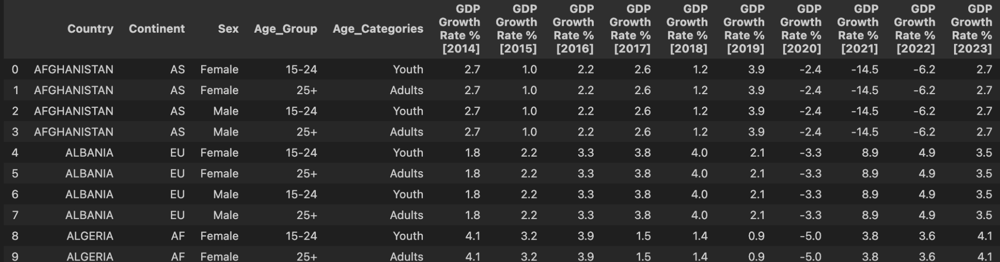 Country Continent Sex Age_Group Age_Categories GDP Growth Rate % [2014] GDP Growth Rate % [2015] GDP Growth Rate % [2016] GDP Growth Rate % [2017] GDP Growth Rate % [2018] GDP Growth Rate % [2019] GDP Growth Rate % [2020] GDP Growth Rate % [2021] GDP Growth Rate % [2022] GDP Growth Rate % [2023]
0 AFGHANISTAN AS Female 15-24 Youth 2.7 1.0 2.2 2.6 1.2 3.9 -2.4 -14.5 -6.2 2.7
1 AFGHANISTAN AS Female 25+ Adults 2.7 1.0 2.2 2.6 1.2 3.9 -2.4 -14.5 -6.2 2.7
2 AFGHANISTAN AS Male 15-24 Youth 2.7 1.0 2.2 2.6 1.2 3.9 -2.4 -14.5 -6.2 2.7
3 AFGHANISTAN AS Male 25+ Adults 2.7 1.0 2.2 2.6 1.2 3.9 -2.4 -14.5 -6.2 2.7
4 ALBANIA EU Female 15-24 Youth 1.8 2.2 3.3 3.8 4.0 2.1 -3.3 8.9 4.9 3.5
5 ALBANIA EU Female 25+ Adults 1.8 2.2 3.3 3.8 4.0 2.1 -3.3 8.9 4.9 3.5
6 ALBANIA EU Male 15-24 Youth 1.8 2.2 3.3 3.8 4.0 2.1 -3.3 8.9 4.9 3.5
7 ALBANIA EU Male 25+ Adults 1.8 2.2 3.3 3.8 4.0 2.1 -3.3 8.9 4.9 3.5
8 ALGERIA AF Female 15-24 Youth 4.1 3.2 3.9 1.5 1.4 0.9 -5.0 3.8 3.6 4.1
9 ALGERIA AF Female 25+ Adults 4.1 3.2 3.9 1.5 1.4 0.9 -5.0 3.8 3.6 4.1